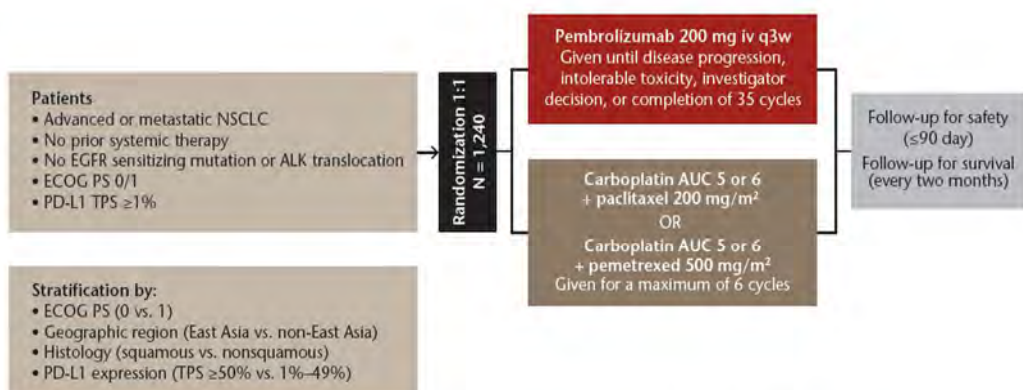 Patients
• Advanced or metastatic NSCLC
• No prior systemic therapy
• No EGFR sensitizing mutation or ALK translocation
• ECOG PS 0/1
• PD-L1 TPS ≥1%
Stratification by:
• ECOG PS (0 vs. 1)
• Geographic region (East Asia vs. non-East Asia)
• Histology (squamous vs. nonsquamous)
• PD-L1 expression (TPS ≥50% vs. 1%–49%)
Randomization 1:1
N = 1,240
Pembrolizumab 200 mg iv q3w
Given until disease progression,
intolerable toxicity, investigator
decision, or completion of 35 cycles
Carboplatin AUC 5 or 6
+ paclitaxel 200 mg/m²
OR
Carboplatin AUC 5 or 6
+ pemetrexed 500 mg/m²
Given for a maximum of 6 cycles
Follow-up for safety
(≤90 day)
Follow-up for survival
(every two months)